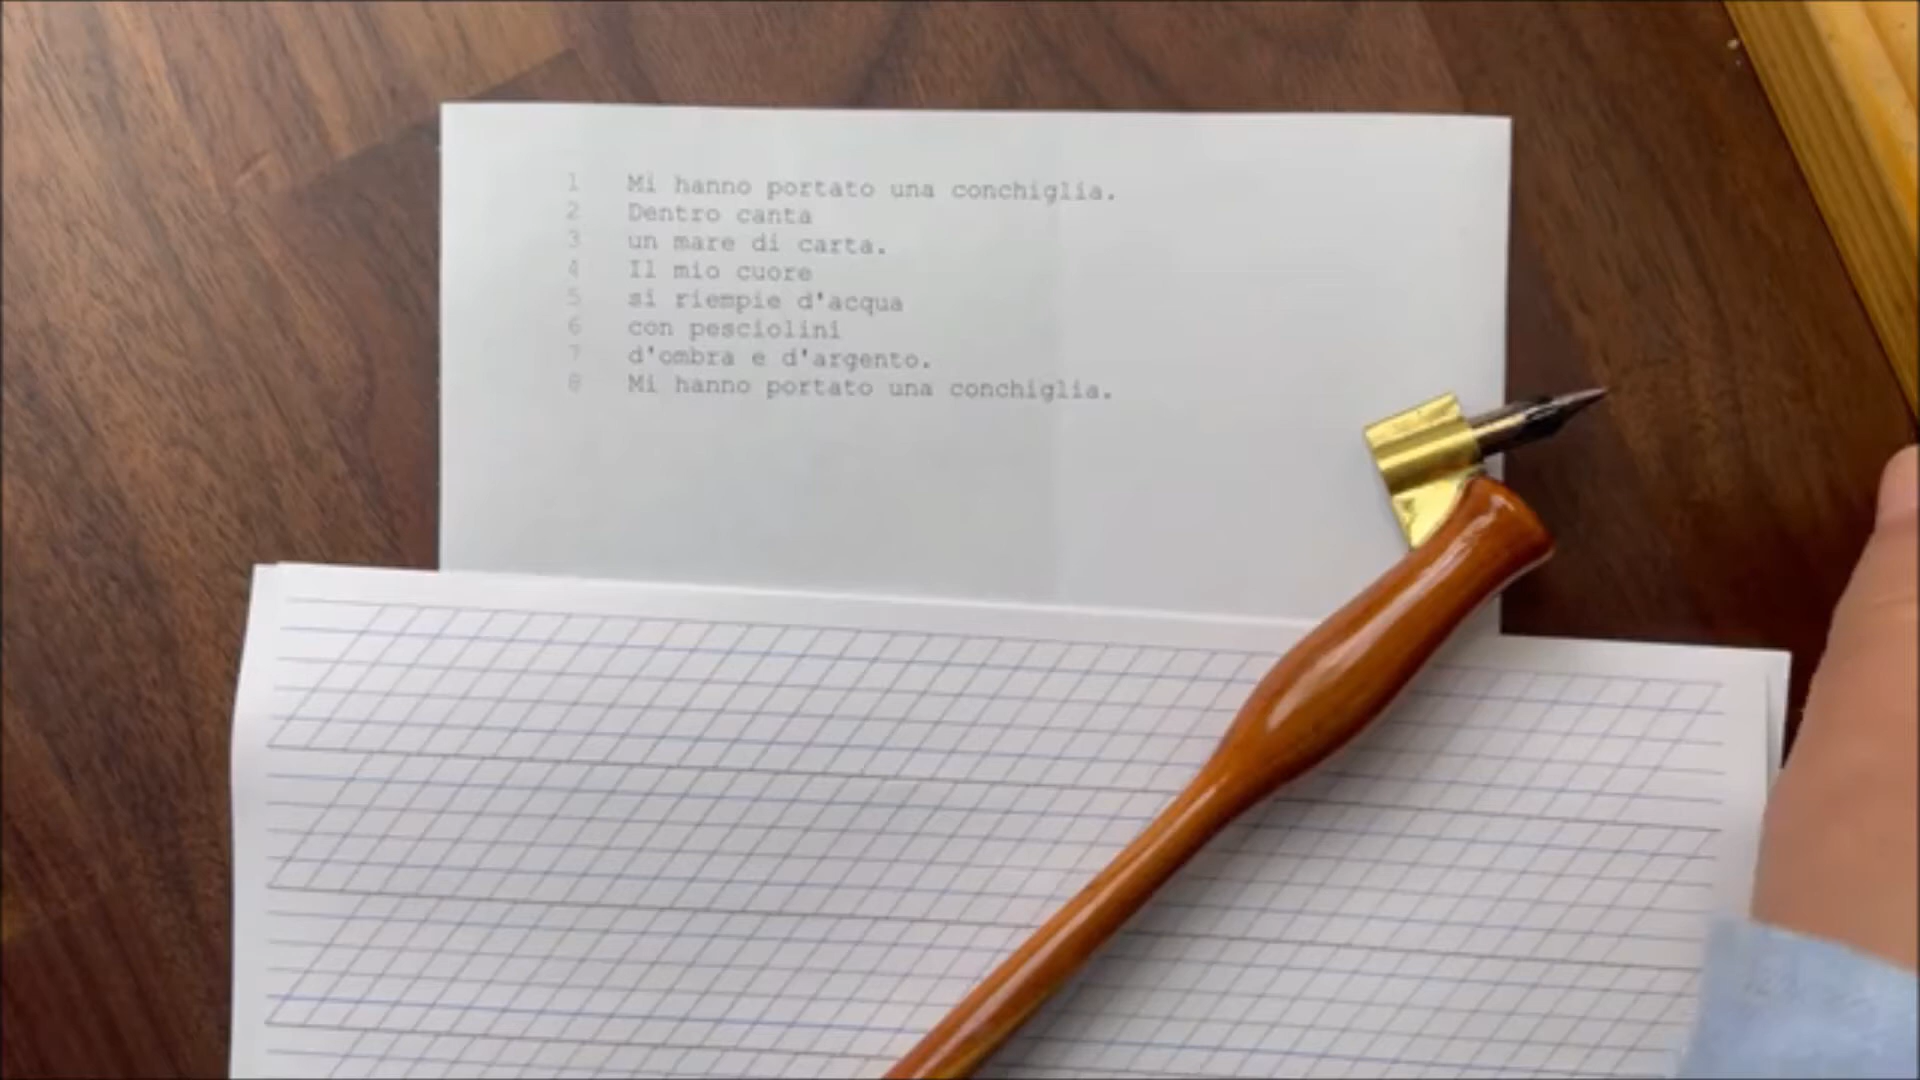 1 Mi hanno portato una conchiglia.
2 Dentro canta
3 un mare di carta.
4 Il mio cuore
5 si riempie d'acqua
6 con pesciolini
7 d'ombra e d'argento.
8 Mi hanno portato una conchiglia.